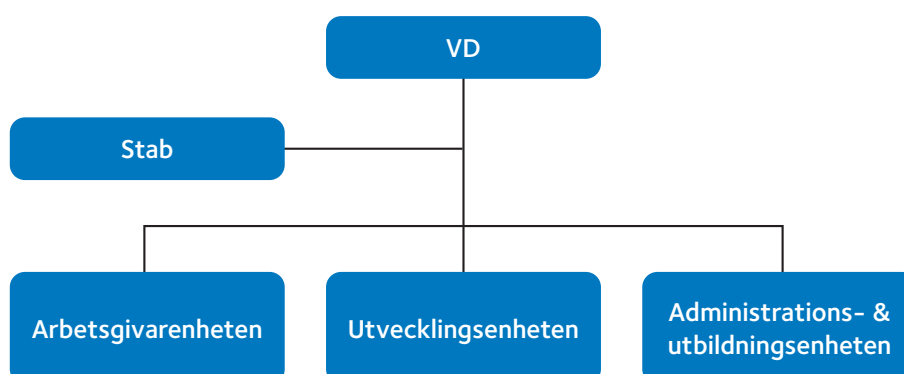 VD
Stab
Arbetsgivarenheten
Utvecklingsenheten
Administrations- &
utbildningsenheten